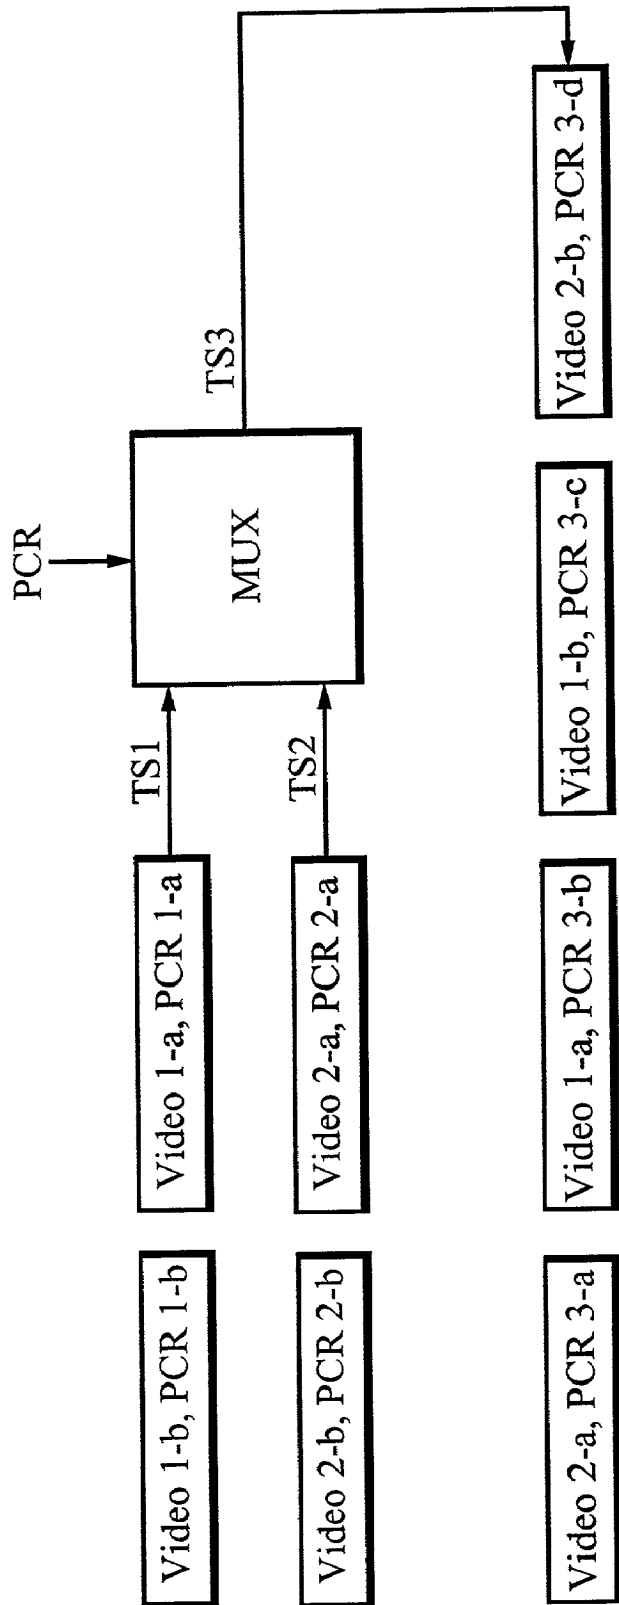 PCR
Video 1-b, PCR 1-b
Video 1-a, PCR 1-a
TS1
MUX
TS3
Video 2-b, PCR 2-b
Video 2-a, PCR 2-a
TS2
Video 2-a, PCR 3-a
Video 1-a, PCR 3-b
Video 1-b, PCR 3-c
Video 2-b, PCR 3-d